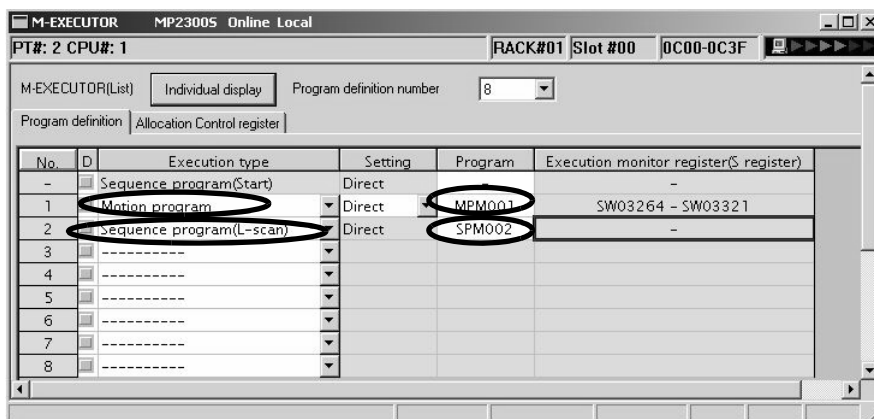 M-EXECUTOR MP2300S Online Local
PT#: 2 CPU#: 1 RACK#01 Slot #00 0C00-0C3F
M-EXECUTOR(List) Individual display Program definition number 8
Program definition Allocation Control register
No. D Execution type Setting Program Execution monitor register(S register)
- Sequence program(Start) Direct - -
1 Motion program Direct MPM001 SW03264 - SW03321
2 Sequence program(L-scan) Direct SPM002 -
3 ----------
4 ----------
5 ----------
6 ----------
7 ----------
8 ----------